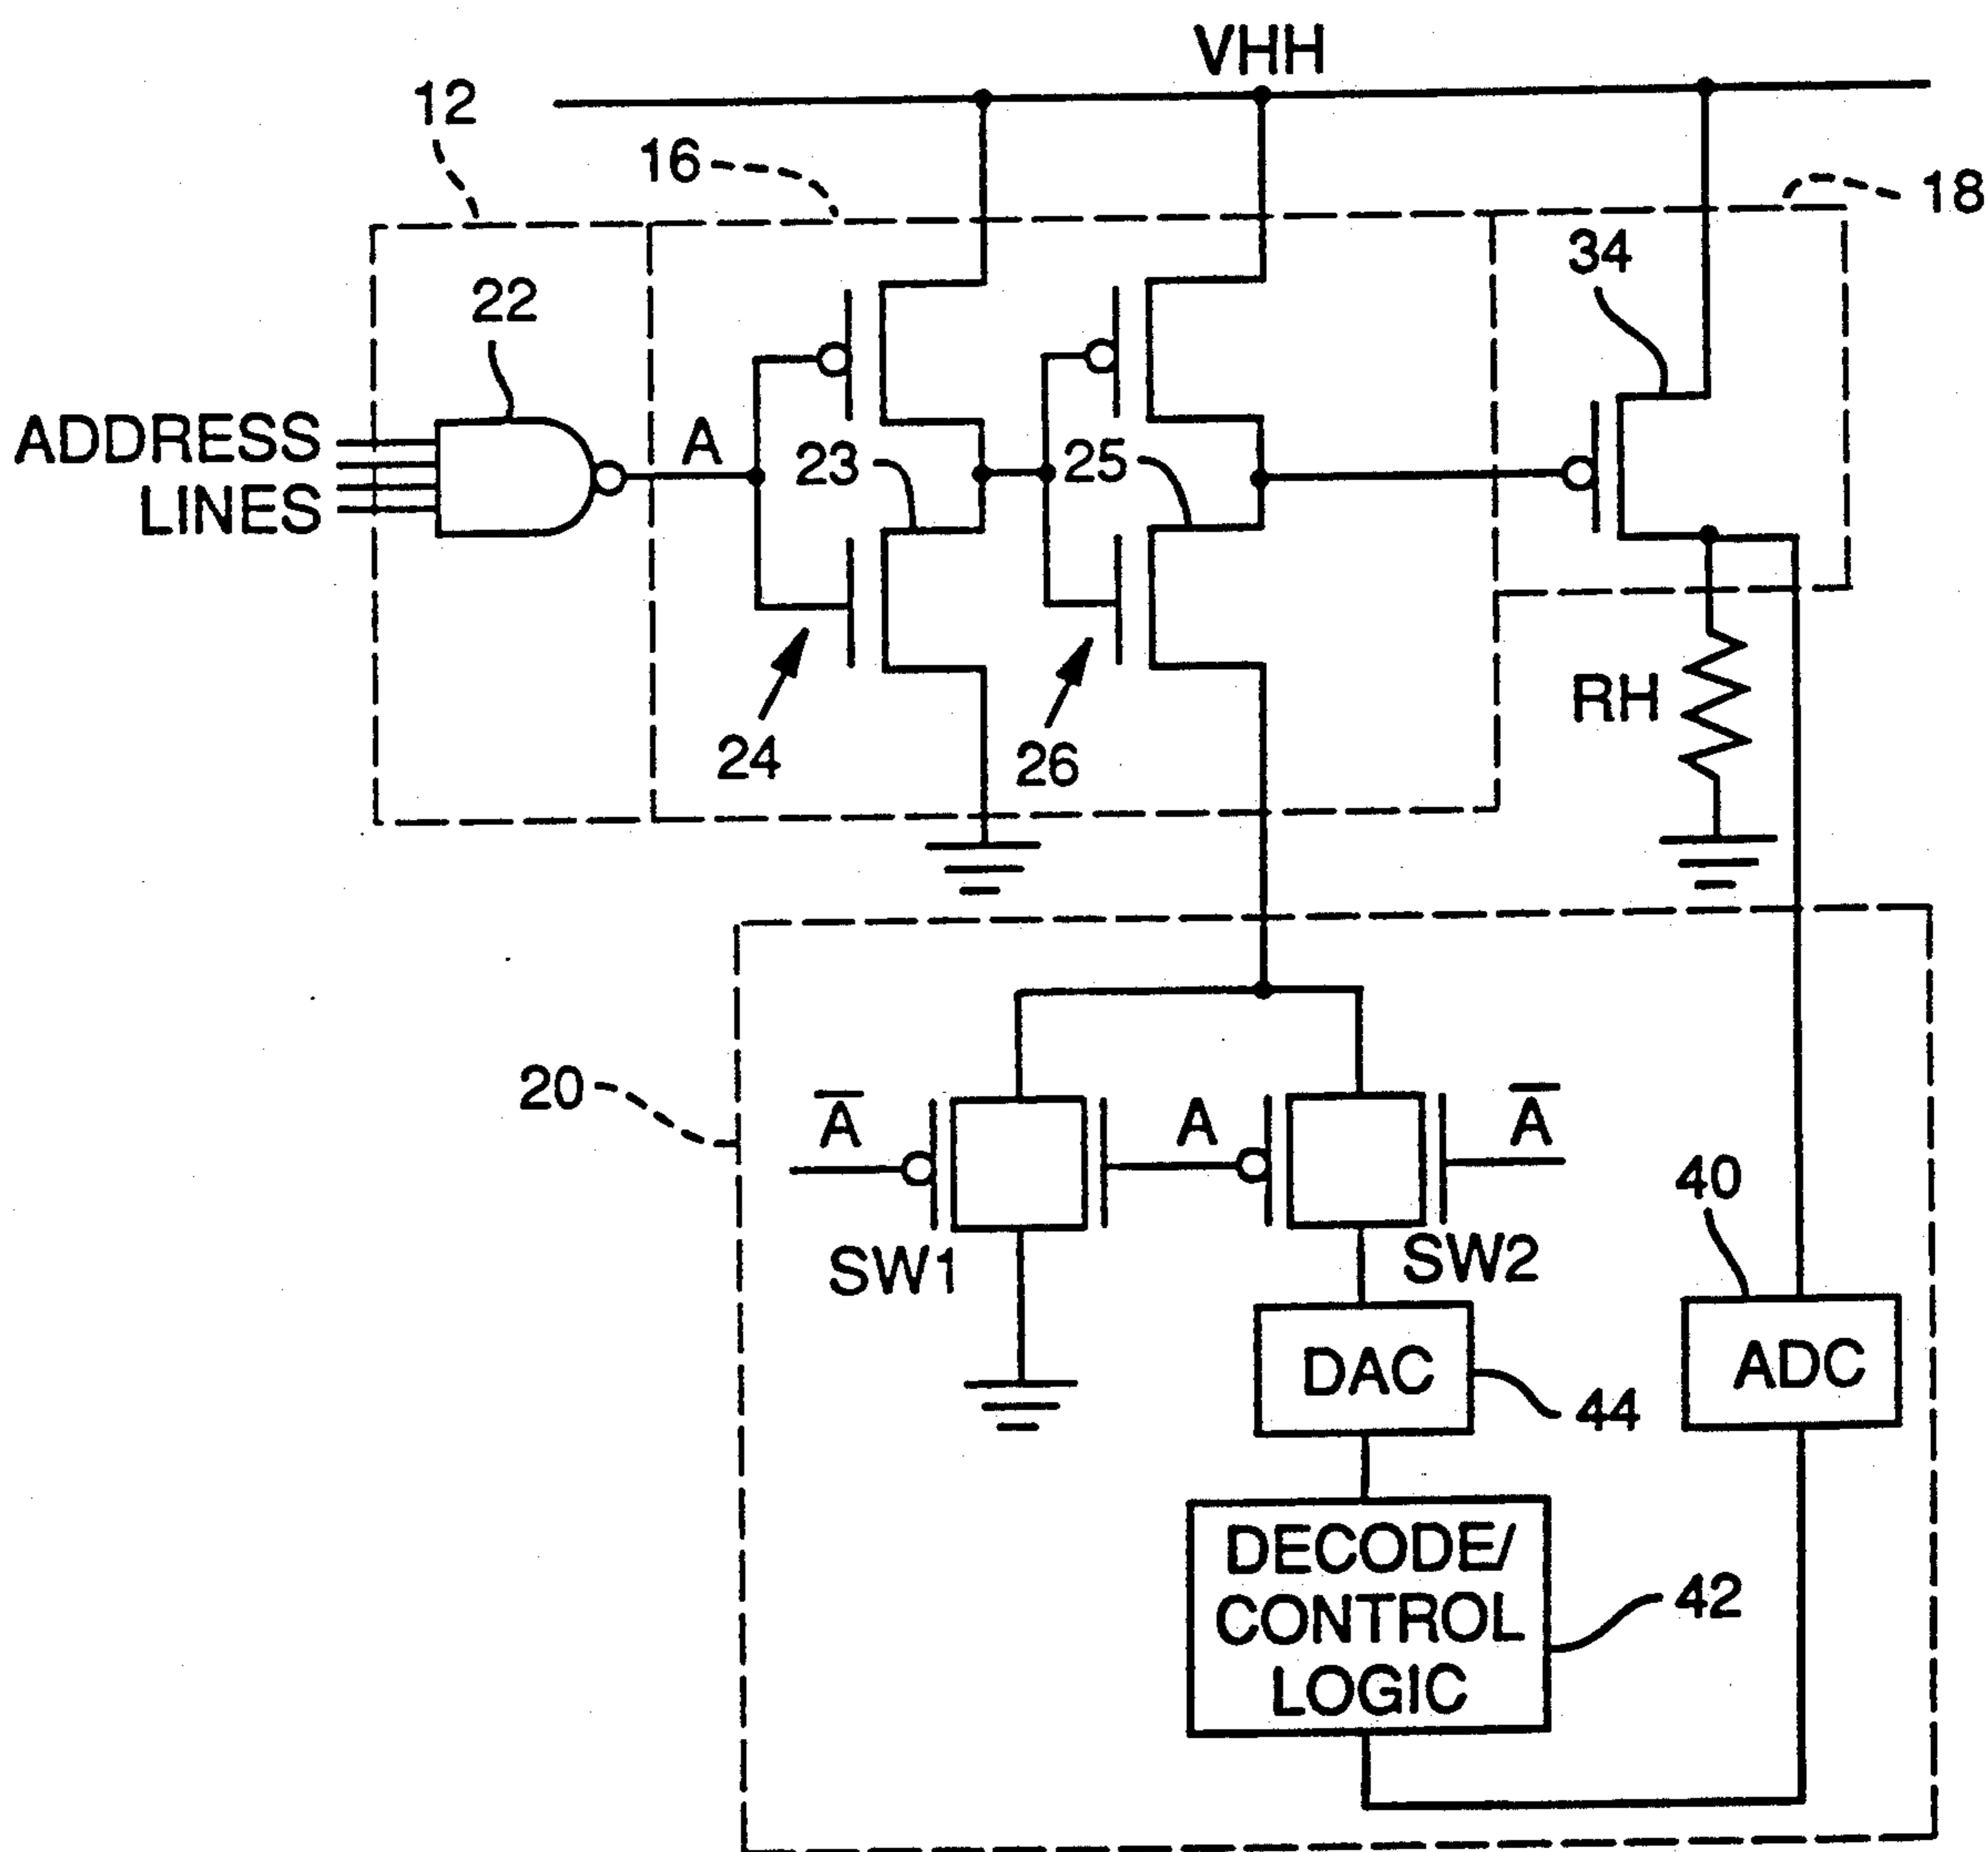 VHH
12
16
18
34
22
ADDRESS
LINES
A
23
25
24
26
RH
20
A̅
A
A̅
SW1
SW2
40
DAC
ADC
44
DECODE/
CONTROL
LOGIC
42